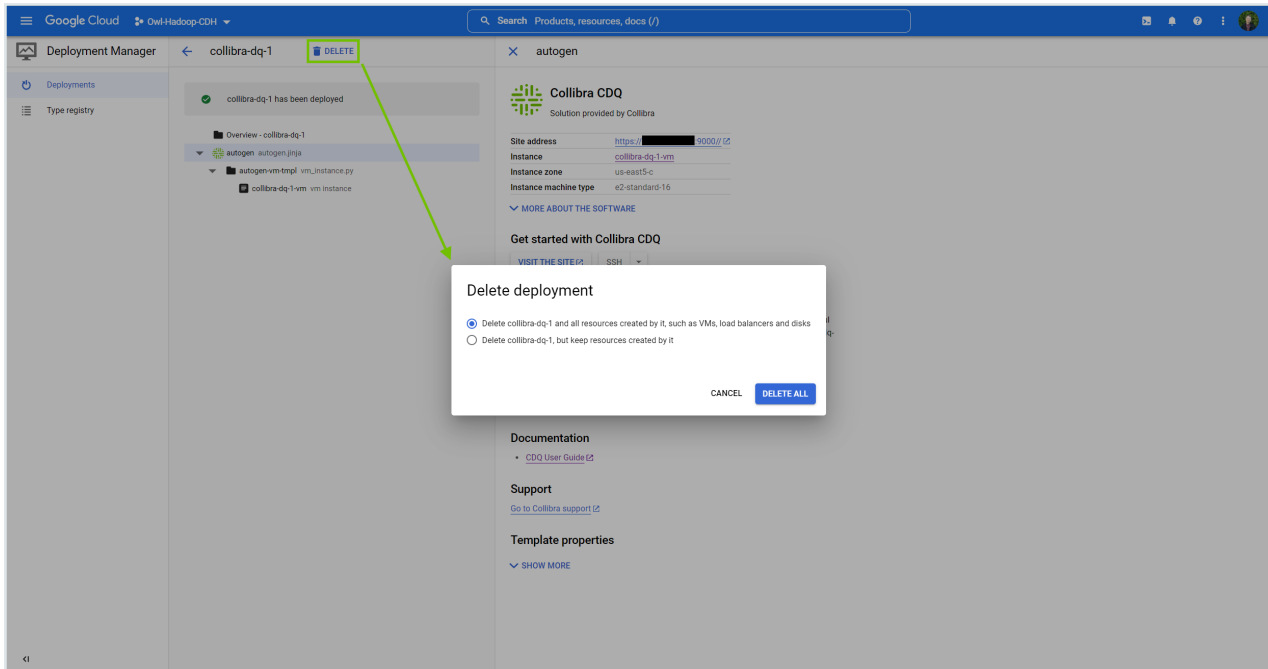 Google Cloud
Owl-Hadoop-CDH
Search Products, resources, docs (/)
Deployment Manager
collibra-dq-1
DELETE
autogen
Deployments
Type registry
collibra-dq-1 has been deployed
Overview - collibra-dq-1
autogen autogen.jinja
autogen-vm-tmpl vm_instance.py
collibra-dq-1-vm vm instance
Collibra CDQ
Solution provided by Collibra
Site address https:// :9000//
Instance collibra-dq-1-vm
Instance zone us-east5-c
Instance machine type e2-standard-16
MORE ABOUT THE SOFTWARE
Get started with Collibra CDQ
VISIT THE SITE SSH
Delete deployment
Delete collibra-dq-1 and all resources created by it, such as VMs, load balancers and disks
Delete collibra-dq-1, but keep resources created by it
CANCEL
DELETE ALL
Documentation
• CDQ User Guide
Support
Go to Collibra support
Template properties
SHOW MORE